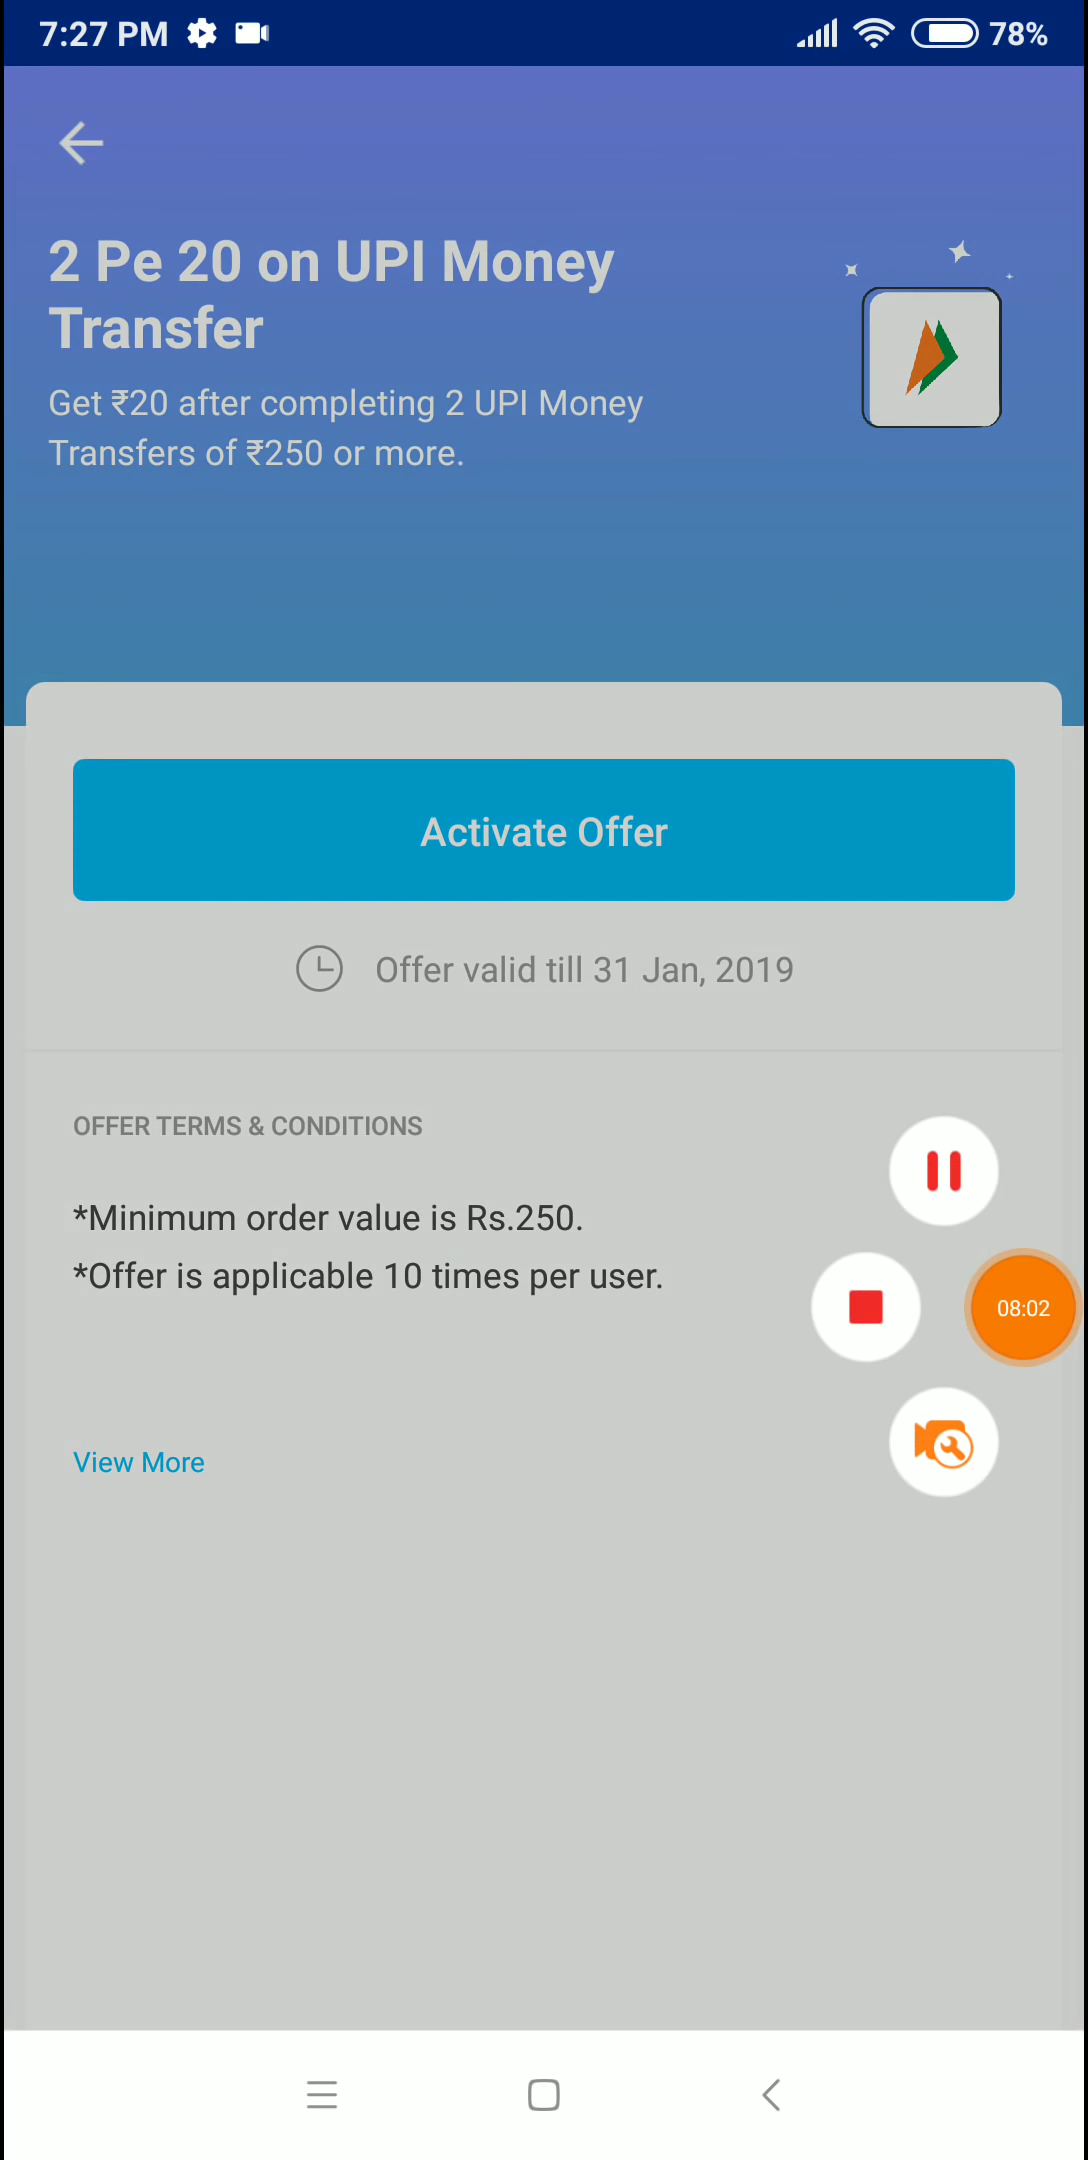 7:27 PM
78%
2 Pe 20 on UPI Money
Transfer
Get ₹20 after completing 2 UPI Money
Transfers of ₹250 or more.
Activate Offer
Offer valid till 31 Jan, 2019
OFFER TERMS & CONDITIONS
*Minimum order value is Rs.250.
*Offer is applicable 10 times per user.
08:02
View More